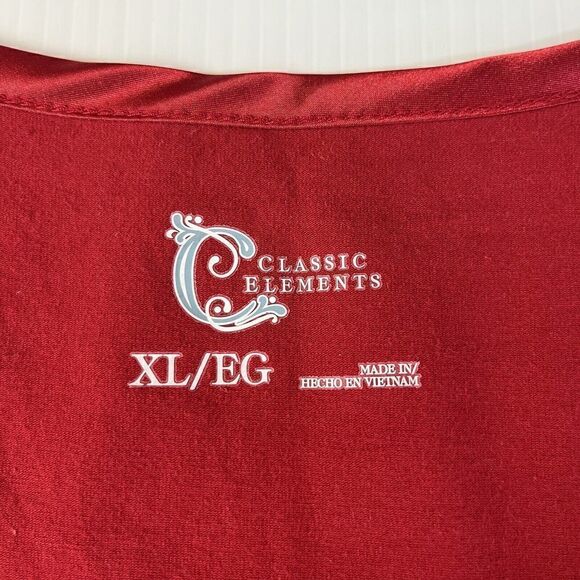 CLASSIC
ELEMENTS
XL/EG
MADE IN/
HECHO EN VIETNAM